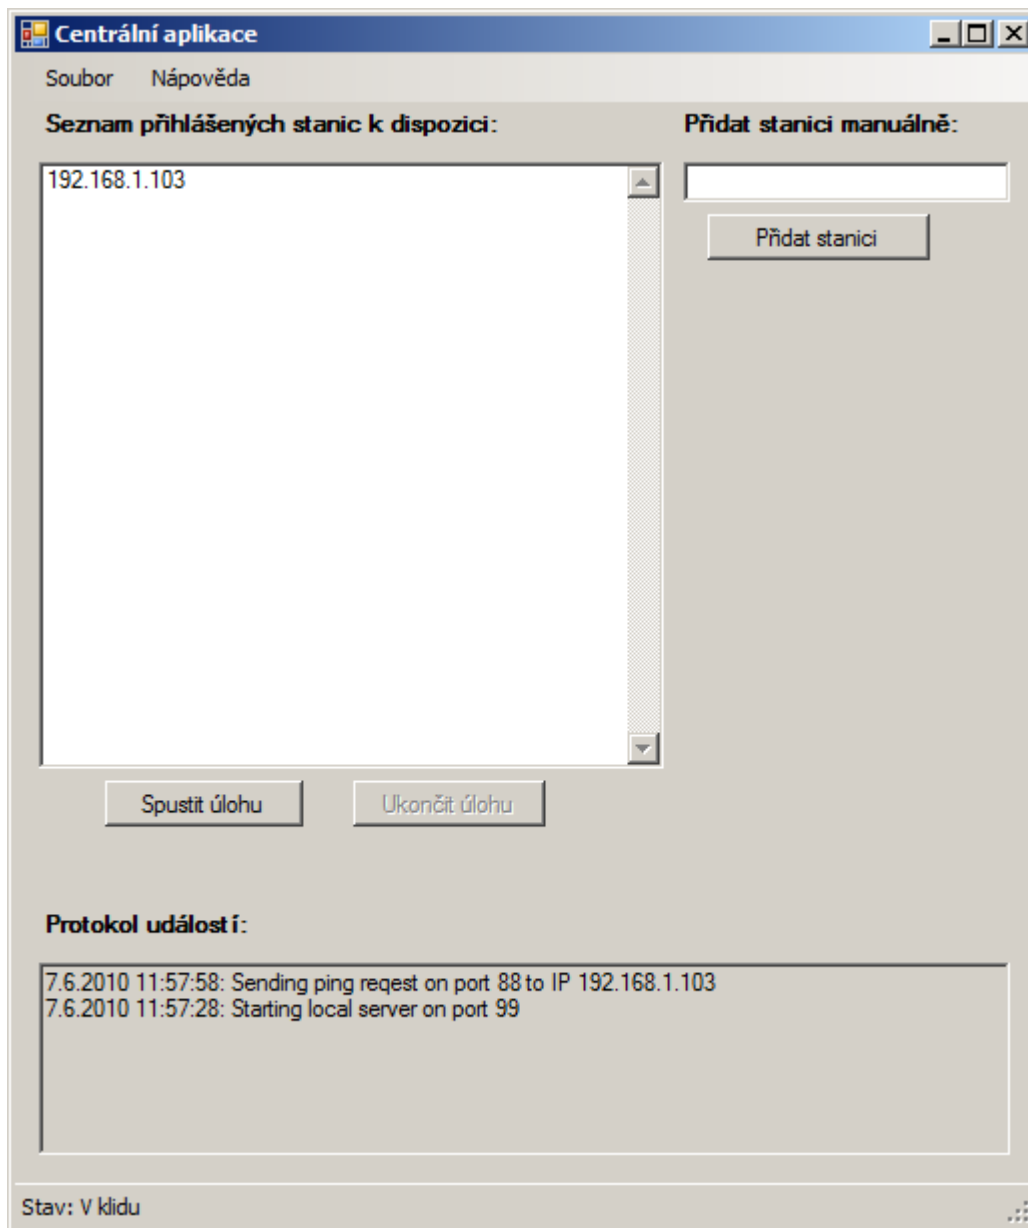 Centrální aplikace
Soubor Nápověda
Seznam přihlášených stanic k dispozici:
Přidat stanici manuálně:
192.168.1.103
Přidat stanici
Spustit úlohu
Ukončit úlohu
Protokol událostí:
7.6.2010 11:57:58: Sending ping reqest on port 88 to IP 192.168.1.103
7.6.2010 11:57:28: Starting local server on port 99
Stav: V klidu